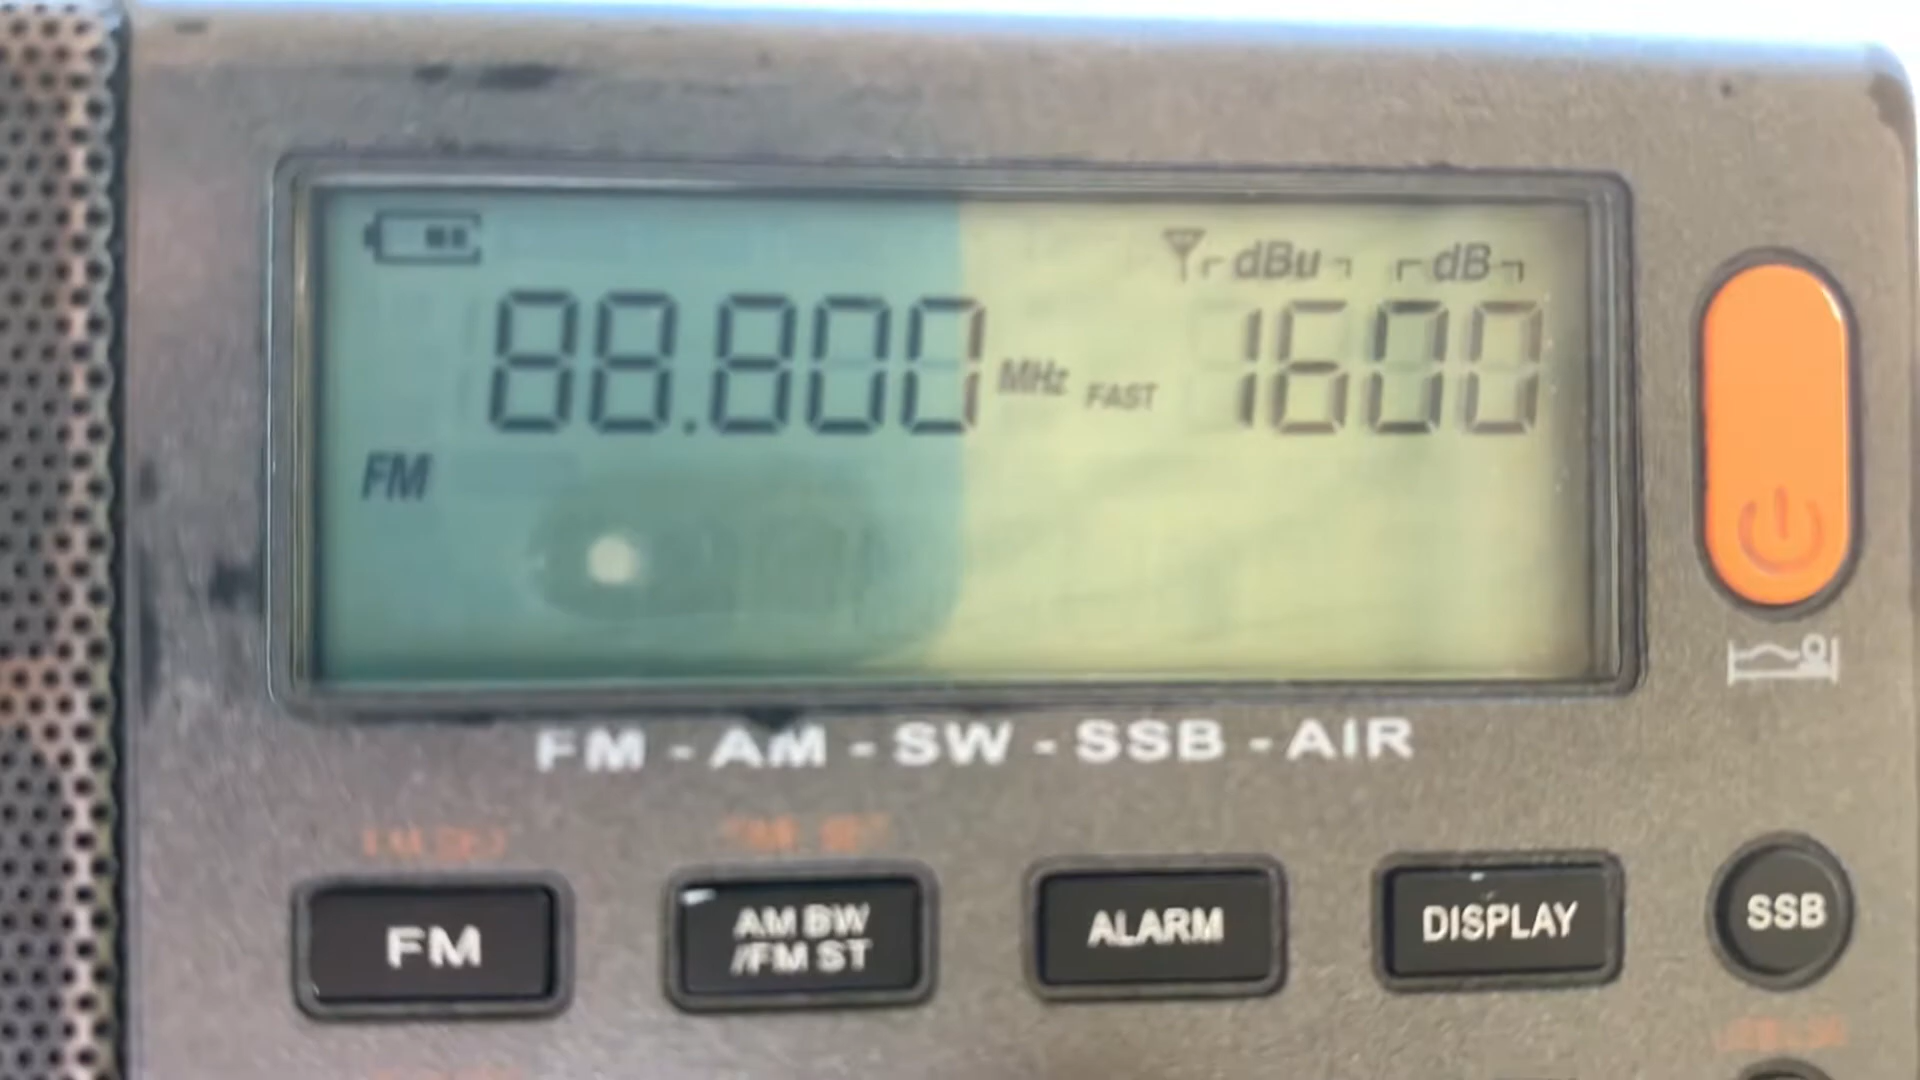 dBu dB
88.800 MHz FAST 1600
FM
FM - AM - SW - SSB - AIR
FM
AM BW
/FM ST
ALARM
DISPLAY
SSB